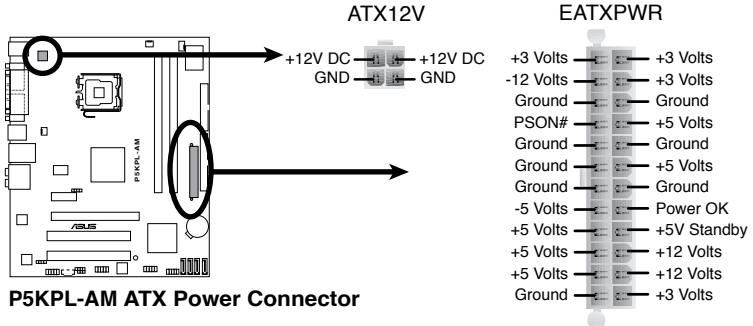 ATX12V
EATXPWR
+12V DC +12V DC
GND GND
+3 Volts +3 Volts
-12 Volts +3 Volts
Ground Ground
PSON# +5 Volts
Ground Ground
Ground +5 Volts
Ground Ground
-5 Volts Power OK
+5 Volts +5V Standby
+5 Volts +12 Volts
+5 Volts +12 Volts
Ground +3 Volts
P5KPL-AM
ASUS
P5KPL-AM ATX Power Connector